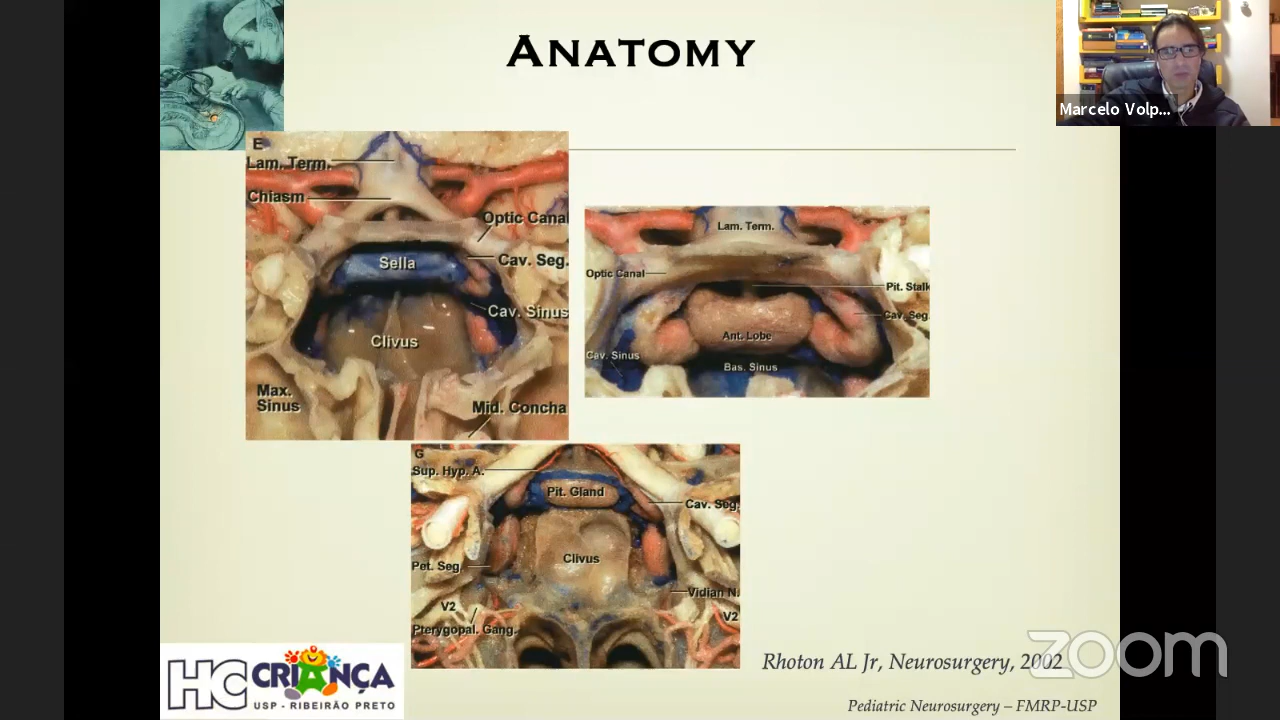 ANATOMY
Marcelo Volp...
E
Lam. Term.
Chiasm
Optic Canal
Sella
Cav. Seg.
Cav. Sinus
Clivus
Max.
Sinus
Mid. Concha
Lam. Term.
Optic Canal
Pit. Stalk
Cav. Seg.
Ant. Lobe
Cav. Sinus
Bas. Sinus
G
Sup. Hyp. A.
Pit. Gland
Cav. Seg.
Clivus
Pet. Seg.
Vidian N.
V2
V2
Pterygopal. Gang.
HC CRIANÇA
USP - RIBEIRÃO PRETO
Rhoton AL Jr, Neurosurgery, 2002
zoom
Pediatric Neurosurgery – FMRP-USP